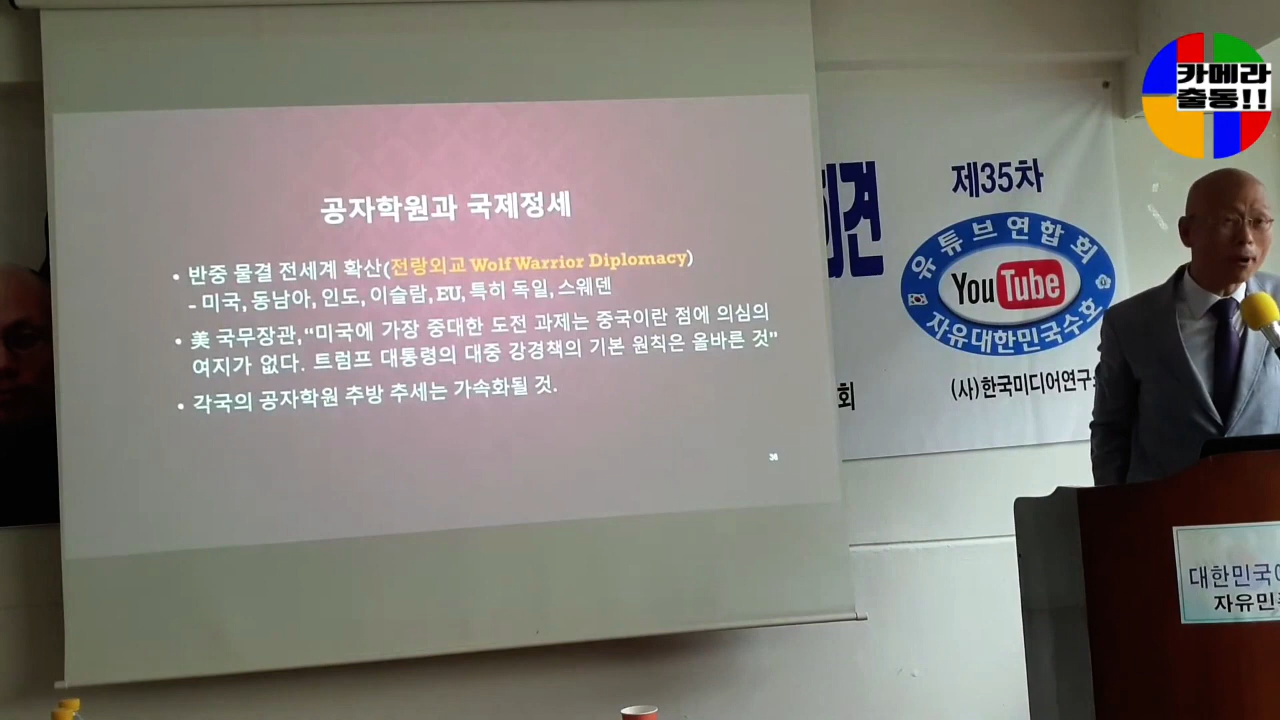 카메라
출동!!
공자학원과 국제정세
• 반중 물결 전세계 확산(전랑외교 Wolf Warrior Diplomacy)
- 미국, 동남아, 인도, 이슬람, EU, 특히 독일, 스웨덴
• 美 국무장관, “미국에 가장 중대한 도전 과제는 중국이란 점에 의심의
여지가 없다. 트럼프 대통령의 대중 강경책의 기본 원칙은 올바른 것”
• 각국의 공자학원 추방 추세는 가속화될 것.
견
제35차
유튜브연합회
YouTube
자유대한민국수호
회
(사)한국미디어연구
대한민국
자유민